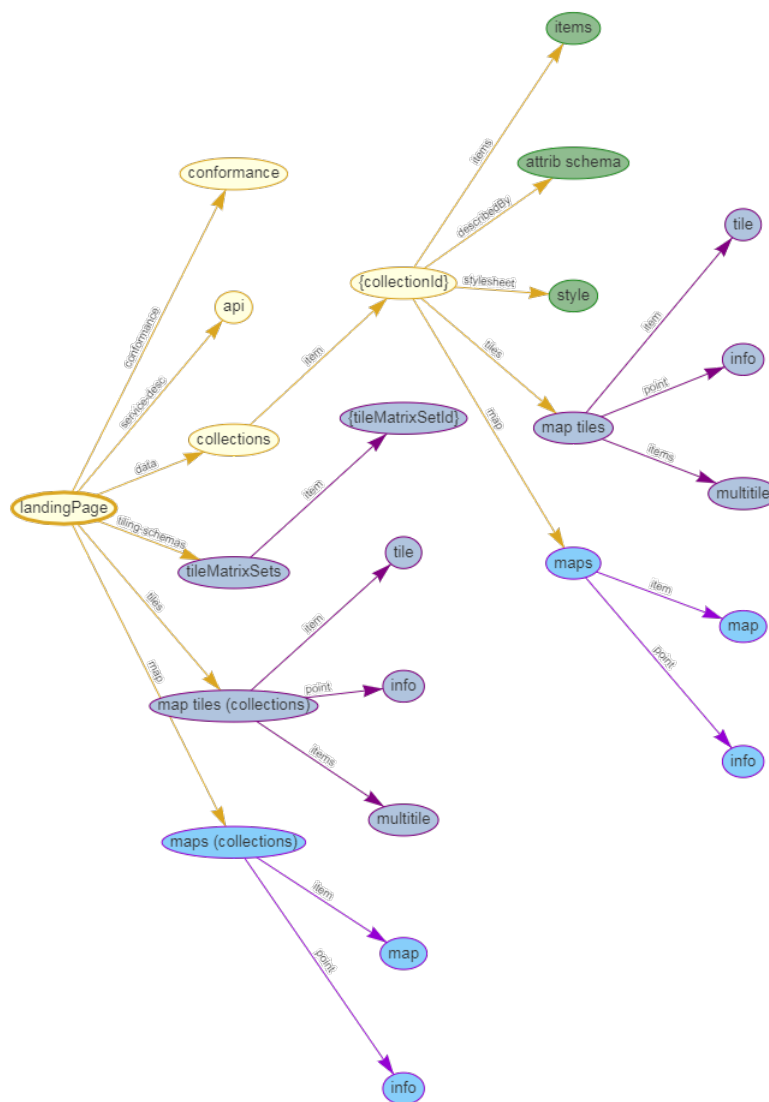 items
items
attrib schema
describedBy
conformance
tile
{collectionId}
stylesheet
style
item
conformance
api
tiles
point
info
service-desc
item
map
{tileMatrixSetId}
map tiles
collections
items
data
item
multitile
landingPage
tiling-schemas
tileMatrixSets
tile
maps
tiles
item
item
map
map
point
info
point
map tiles (collections)
items
info
multitile
maps (collections)
item
map
point
info